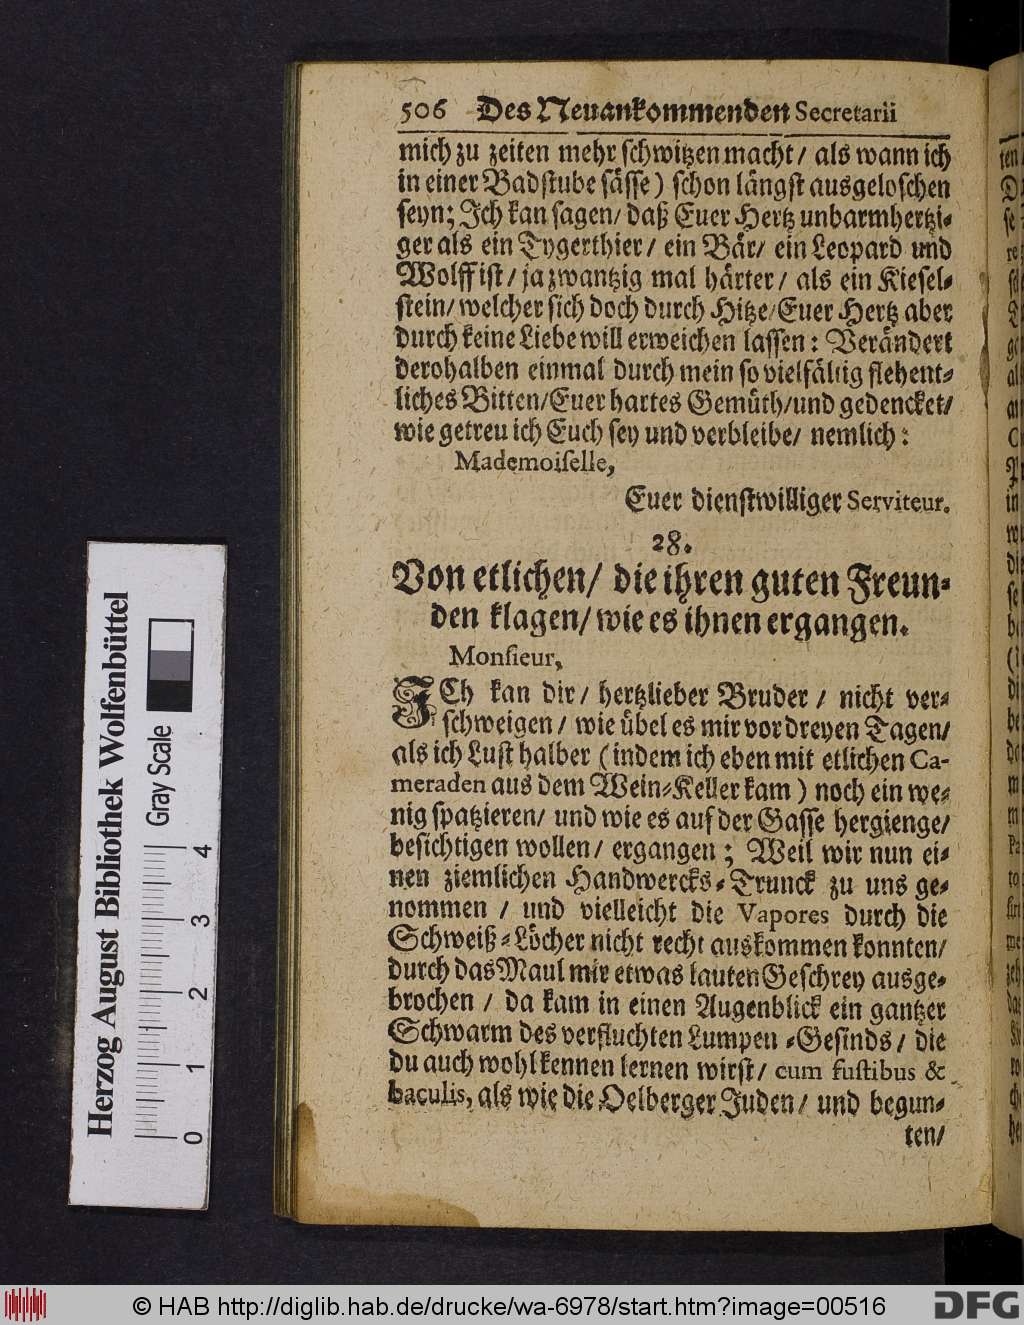 506 Des Neuankommenden Secretarii
mich zu zeiten mehr schwitzen macht / als wann ich
in einer Badstube sässe) schon längst ausgeloschen
seyn; Ich kan sagen / daß Euer Hertz unbarmhertzi-
ger als ein Tygerthier / ein Bär / ein Leopard und
Wolff ist / ja zwantzig mal härter / als ein Kiesel-
stein / welcher sich doch durch Hitze / Euer Hertz aber
durch keine Liebe will erweichen lassen: Verändert
derohalben einmal durch mein so vielfältig flehent-
liches Bitten / Euer hartes Gemüth / und gedencket /
wie getreu ich Euch sey und verbleibe / nemlich:
Mademoiselle,
Euer dienstwilliger Serviteur.
28.
Von etlichen / die ihren guten Freun-
den klagen / wie es ihnen ergangen.
Monsieur,
ICh kan dir / hertzlieber Bruder / nicht ver-
schweigen / wie übel es mir vor dreyen Tagen /
als ich Lust halber (indem ich eben mit etlichen Ca-
meraden aus dem Wein-Keller kam) noch ein we-
nig spatzieren / und wie es auf der Gasse hergienge /
besichtigen wollen / ergangen; Weil wir nun ei-
nen ziemlichen Handwercks-Trunck zu uns ge-
nommen / und vielleicht die Vapores durch die
Schweiß-Löcher nicht recht auskommen konnten /
durch das Maul mir etwas lauten Geschrey ausge-
brochen / da kam in einen Augenblick ein gantzer
Schwarm des verfluchten Lumpen-Gesinds / die
du auch wohl kennen lernen wirst / cum fustibus &
baculis, als wie die Oelberger Juden / und begun-
ten /
Herzog August Bibliothek Wolfenbüttel
Gray Scale
0 1 2 3 4
© HAB http://diglib.hab.de/drucke/wa-6978/start.htm?image=00516
DFG